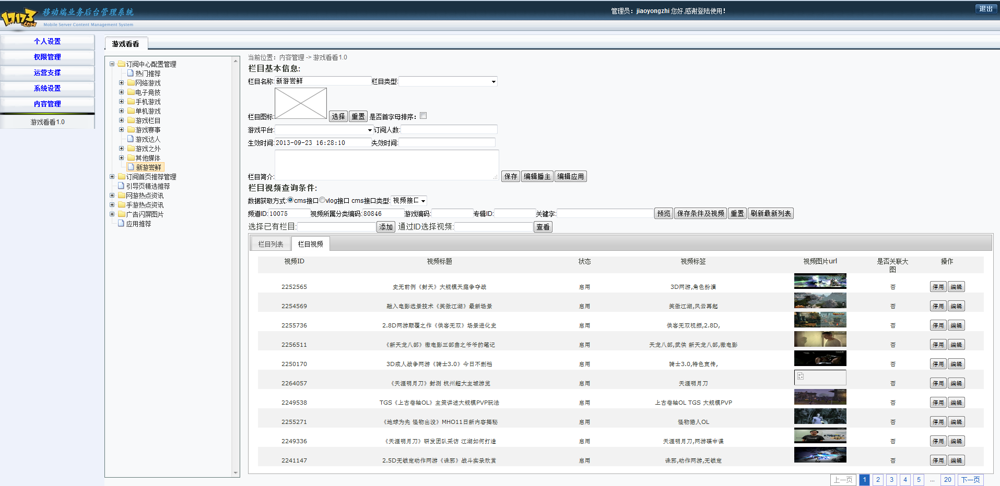 17173.COM 移动端业务后台管理系统
Mobile Server Content Management System
管理员：jiaoyongzhi 您好,感谢登陆使用！
退出
个人设置
权限管理
运营支撑
系统设置
内容管理
游戏看看1.0
游戏看看
订阅中心配置管理
热门推荐
网络游戏
电子竞技
手机游戏
单机游戏
游戏栏目
游戏赛事
游戏达人
游戏之外
其他媒体
新游尝鲜
订阅首页推荐管理
引导页精选推荐
网游热点资讯
手游热点资讯
广告闪屏图片
应用推荐
当前位置：内容管理 -> 游戏看看1.0
栏目基本信息:
栏目名称: 新游尝鲜 栏目类型:
栏目图标: 选择 重置 是否首字母排序：
游戏平台: 订阅人数:
生效时间: 2013-09-23 16:28:10 失效时间:
栏目简介: 保存 编辑播主 编辑应用
栏目视频查询条件:
数据获取方式: cms接口 vlog接口 cms接口类型: 视频接口
频道ID: 10075 视频所属分类编码: 80846 游戏编码: 专辑ID: 关键字: 预览 保存条件及视频 重置 刷新最新列表
选择已有栏目: 添加 通过ID选择视频: 查看
栏目列表 栏目视频
视频ID 视频标题 状态 视频标签 视频图片url 是否关联大图 操作
2252565 史无前例《封天》大规模天庭争夺战 启用 3D网游,角色扮演 否 停用 编辑
2254569 融入电影远景技术《笑傲江湖》最新场景 启用 笑傲江湖,风云再起 否 停用 编辑
2255736 2.8D网游颠覆之作《侠客无双》场景进化史 启用 侠客无双视频,2.8D, 否 停用 编辑
2256511 《新天龙八部》微电影三部曲之爷爷的笔记 启用 天龙八部,武侠 新天龙八部,微电影 否 停用 编辑
2250170 3D成人战争网游《骑士3.0》今日不删档 启用 骑士3.0,特色宣传, 否 停用 编辑
2264057 《天涯明月刀》封测 杭州超大主城游览 启用 天涯明月刀 否 停用 编辑
2249538 TGS《上古卷轴OL》主策讲述大规模PVP玩法 启用 上古卷轴OL TGS 大规模PVP 否 停用 编辑
2255271 《地球为先 怪物出没》MHO11日新内容揭秘 启用 怪物猎人OL 否 停用 编辑
2249336 《天涯明月刀》研发团队采访 江湖如何打造 启用 天涯明月刀,网游碟中谍 否 停用 编辑
2241147 2.5D无锁定动作网游《诛邪》战斗实录欣赏 启用 诛邪,动作网游,无锁定 否 停用 编辑
上一页 1 2 3 4 5 ... 20 下一页